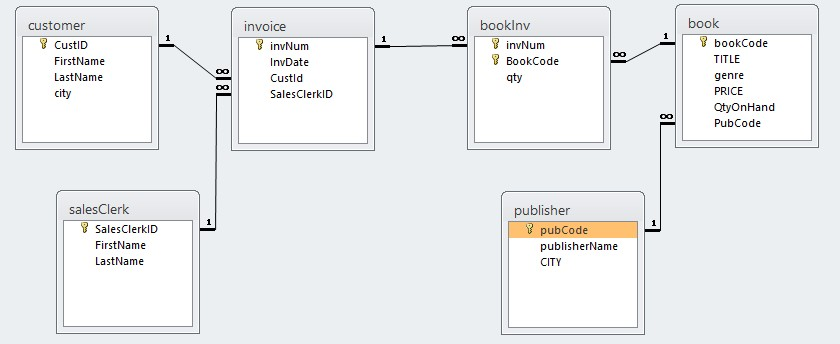 customer
CustID
FirstName
LastName
city
1
∞
∞
invoice
invNum
InvDate
CustId
SalesClerkID
1
∞
bookInv
invNum
BookCode
qty
∞
1
book
bookCode
TITLE
genre
PRICE
QtyOnHand
PubCode
∞
salesClerk
SalesClerkID
FirstName
LastName
1
publisher
pubCode
publisherName
CITY
1